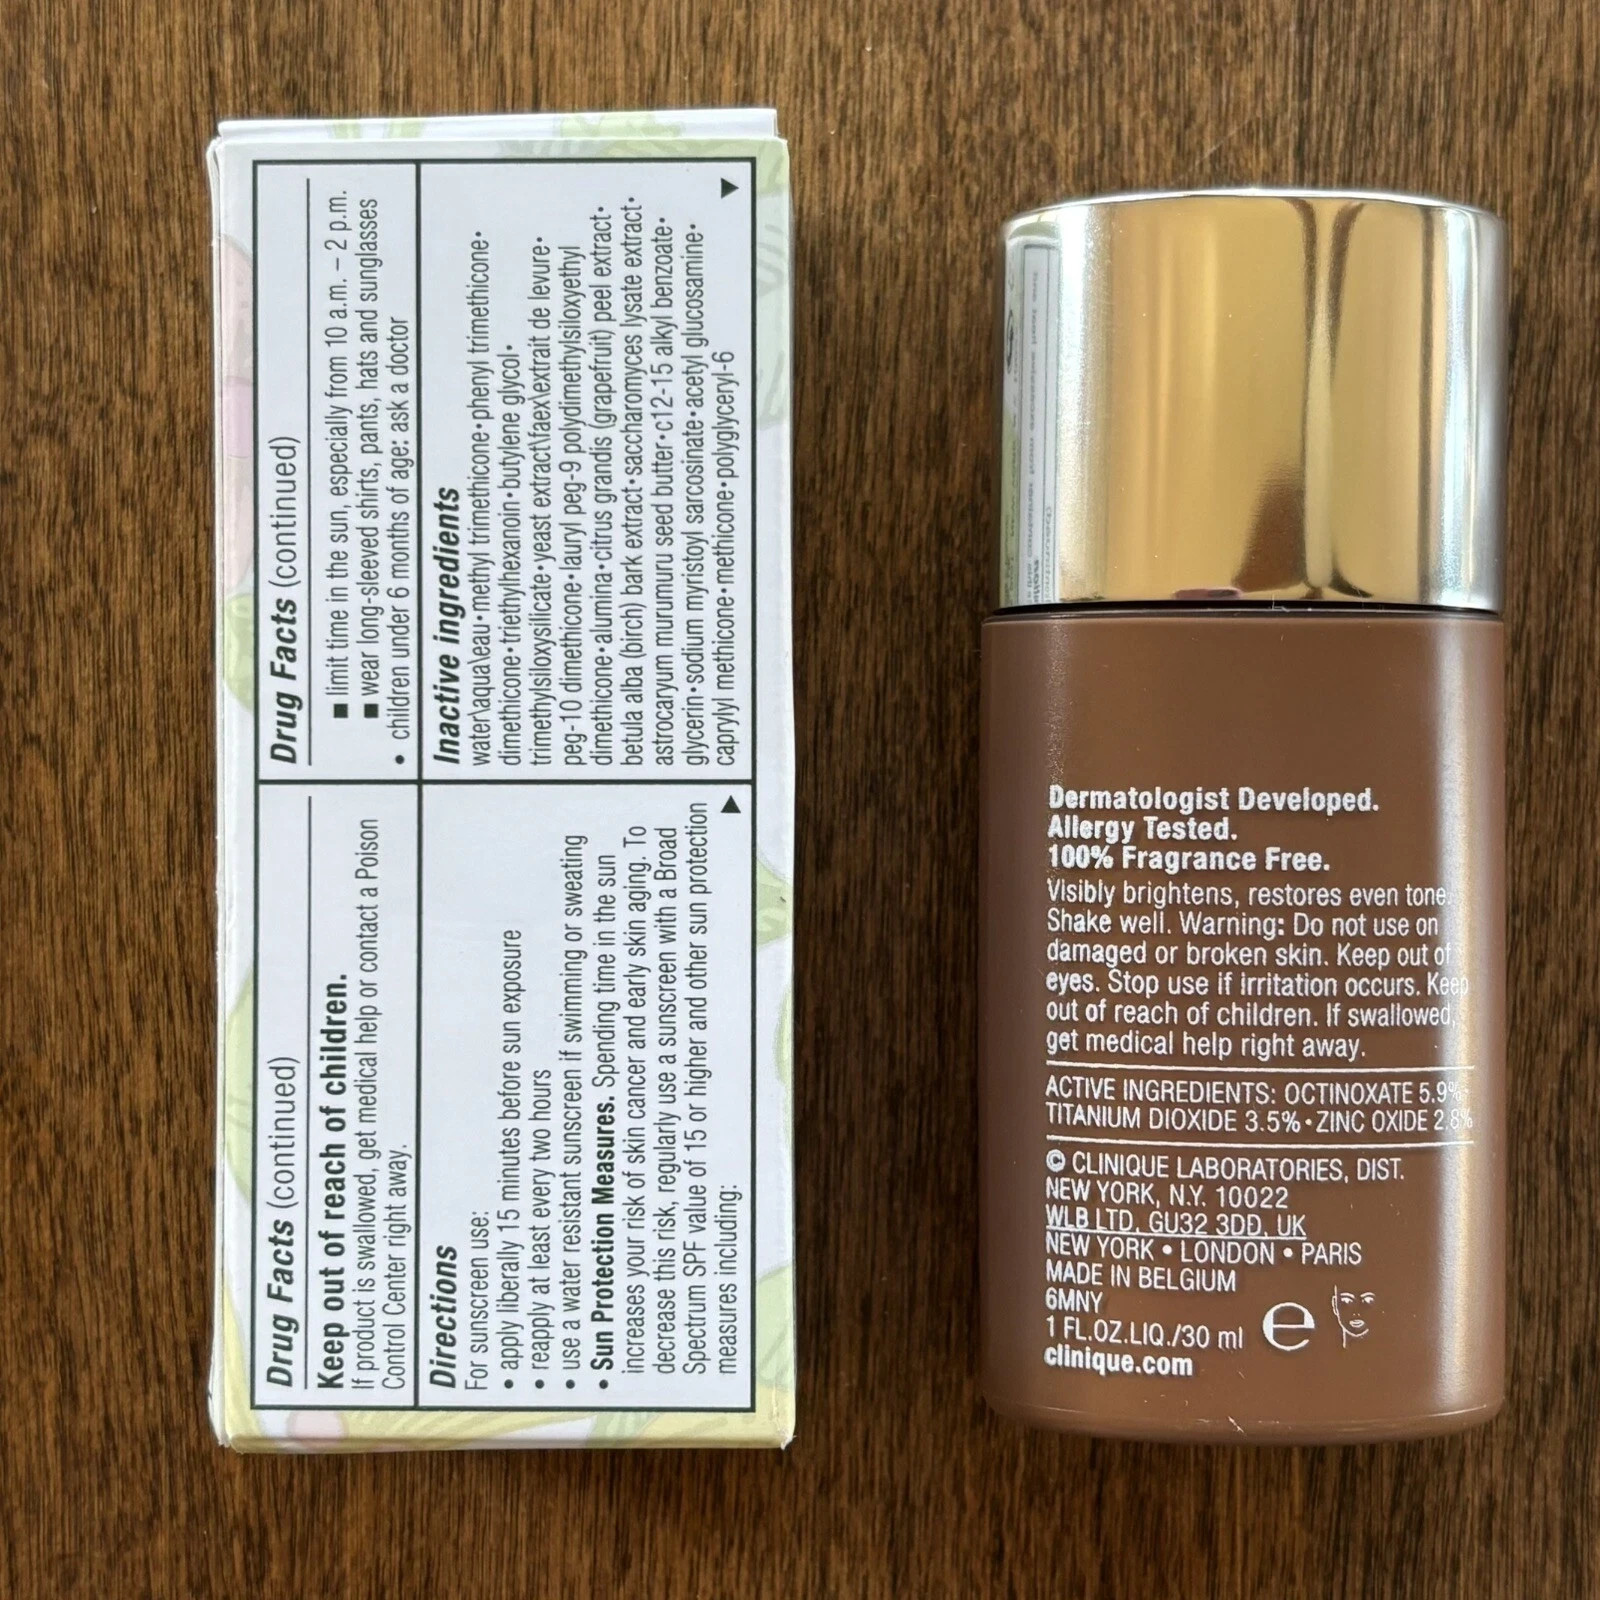 Drug Facts (continued)
Keep out of reach of children.
If product is swallowed, get medical help or contact a Poison
Control Center right away.
Directions
For sunscreen use:
• apply liberally 15 minutes before sun exposure
• reapply at least every two hours
• use a water resistant sunscreen if swimming or sweating
• Sun Protection Measures. Spending time in the sun
increases your risk of skin cancer and early skin aging. To
decrease this risk, regularly use a sunscreen with a Broad
Spectrum SPF value of 15 or higher and other sun protection
measures including:
Drug Facts (continued)
■ limit time in the sun, especially from 10 a.m. – 2 p.m.
■ wear long-sleeved shirts, pants, hats and sunglasses
• children under 6 months of age: ask a doctor
Inactive ingredients
water\aqua\eau•methyl trimethicone•phenyl trimethicone•
dimethicone•triethylhexanoin•butylene glycol•
trimethylsiloxysilicate•yeast extract\faex\extrait de levure•
peg-10 dimethicone•lauryl peg-9 polydimethylsiloxyethyl
dimethicone•alumina•citrus grandis (grapefruit) peel extract•
betula alba (birch) bark extract•saccharomyces lysate extract•
astrocaryum murumuru seed butter•c12-15 alkyl benzoate•
glycerin•sodium myristoyl sarcosinate•acetyl glucosamine•
caprylyl methicone•methicone•polyglyceryl-6
Dermatologist Developed.
Allergy Tested.
100% Fragrance Free.
Visibly brightens, restores even tone.
Shake well. Warning: Do not use on
damaged or broken skin. Keep out of
eyes. Stop use if irritation occurs. Keep
out of reach of children. If swallowed,
get medical help right away.
ACTIVE INGREDIENTS: OCTINOXATE 5.9%
TITANIUM DIOXIDE 3.5%•ZINC OXIDE 2.8%
© CLINIQUE LABORATORIES, DIST.
NEW YORK, N.Y. 10022
WLB LTD, GU32 3DD, UK
NEW YORK • LONDON • PARIS
MADE IN BELGIUM
6MNY
1 FL.OZ.LIQ./30 ml e
clinique.com